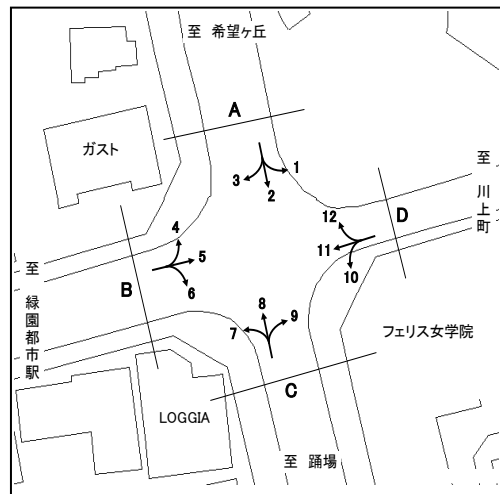 至 希望ヶ丘
A
ガスト
3
2
1
至 川上町
D
12
11
10
4
5
6
B
至 緑園都市駅
7
8
9
フェリス女学院
C
LOGGIA
至 踊場